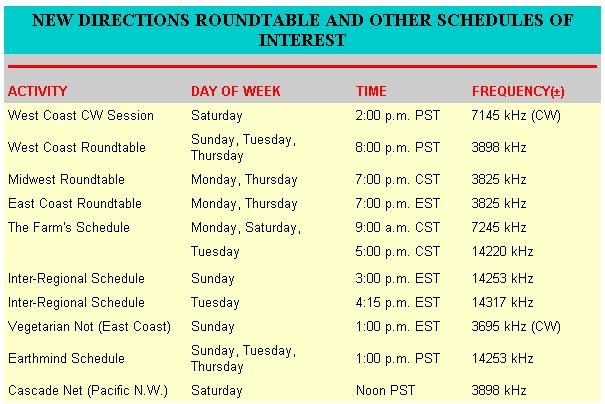 NEW DIRECTIONS ROUNDTABLE AND OTHER SCHEDULES OF
INTEREST
ACTIVITY DAY OF WEEK TIME FREQUENCY(±)
West Coast CW Session Saturday 2:00 p.m. PST 7145 kHz (CW)
West Coast Roundtable Sunday, Tuesday, Thursday 8:00 p.m. PST 3898 kHz
Midwest Roundtable Monday, Thursday 7:00 p.m. CST 3825 kHz
East Coast Roundtable Monday, Thursday 7:00 p.m. EST 3825 kHz
The Farm's Schedule Monday, Saturday, 9:00 a.m. CST 7245 kHz
Tuesday 5:00 p.m. CST 14220 kHz
Inter-Regional Schedule Sunday 3:00 p.m. EST 14253 kHz
Inter-Regional Schedule Tuesday 4:15 p.m. EST 14317 kHz
Vegetarian Not (East Coast) Sunday 1:00 p.m. EST 3695 kHz (CW)
Earthmind Schedule Sunday, Tuesday, Thursday 1:00 p.m. PST 14253 kHz
Cascade Net (Pacific N.W.) Saturday Noon PST 3898 kHz